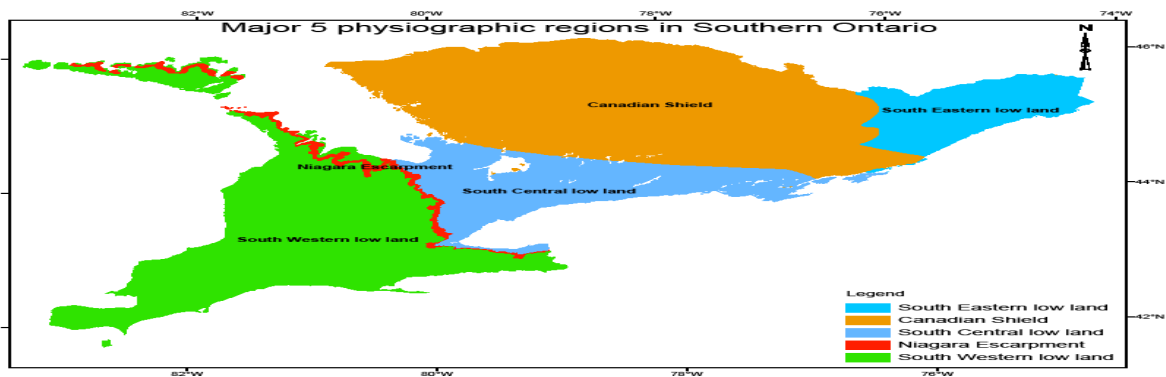 82°W 80°W 78°W 76°W 74°W
Major 5 physiographic regions in Southern Ontario
N
46°N
Canadian Shield
South Eastern low land
Niagara Escarpment
44°N
South Central low land
South Western low land
Legend
South Eastern low land
Canadian Shield
42°N
South Central low land
Niagara Escarpment
South Western low land
82°W 80°W 78°W 76°W